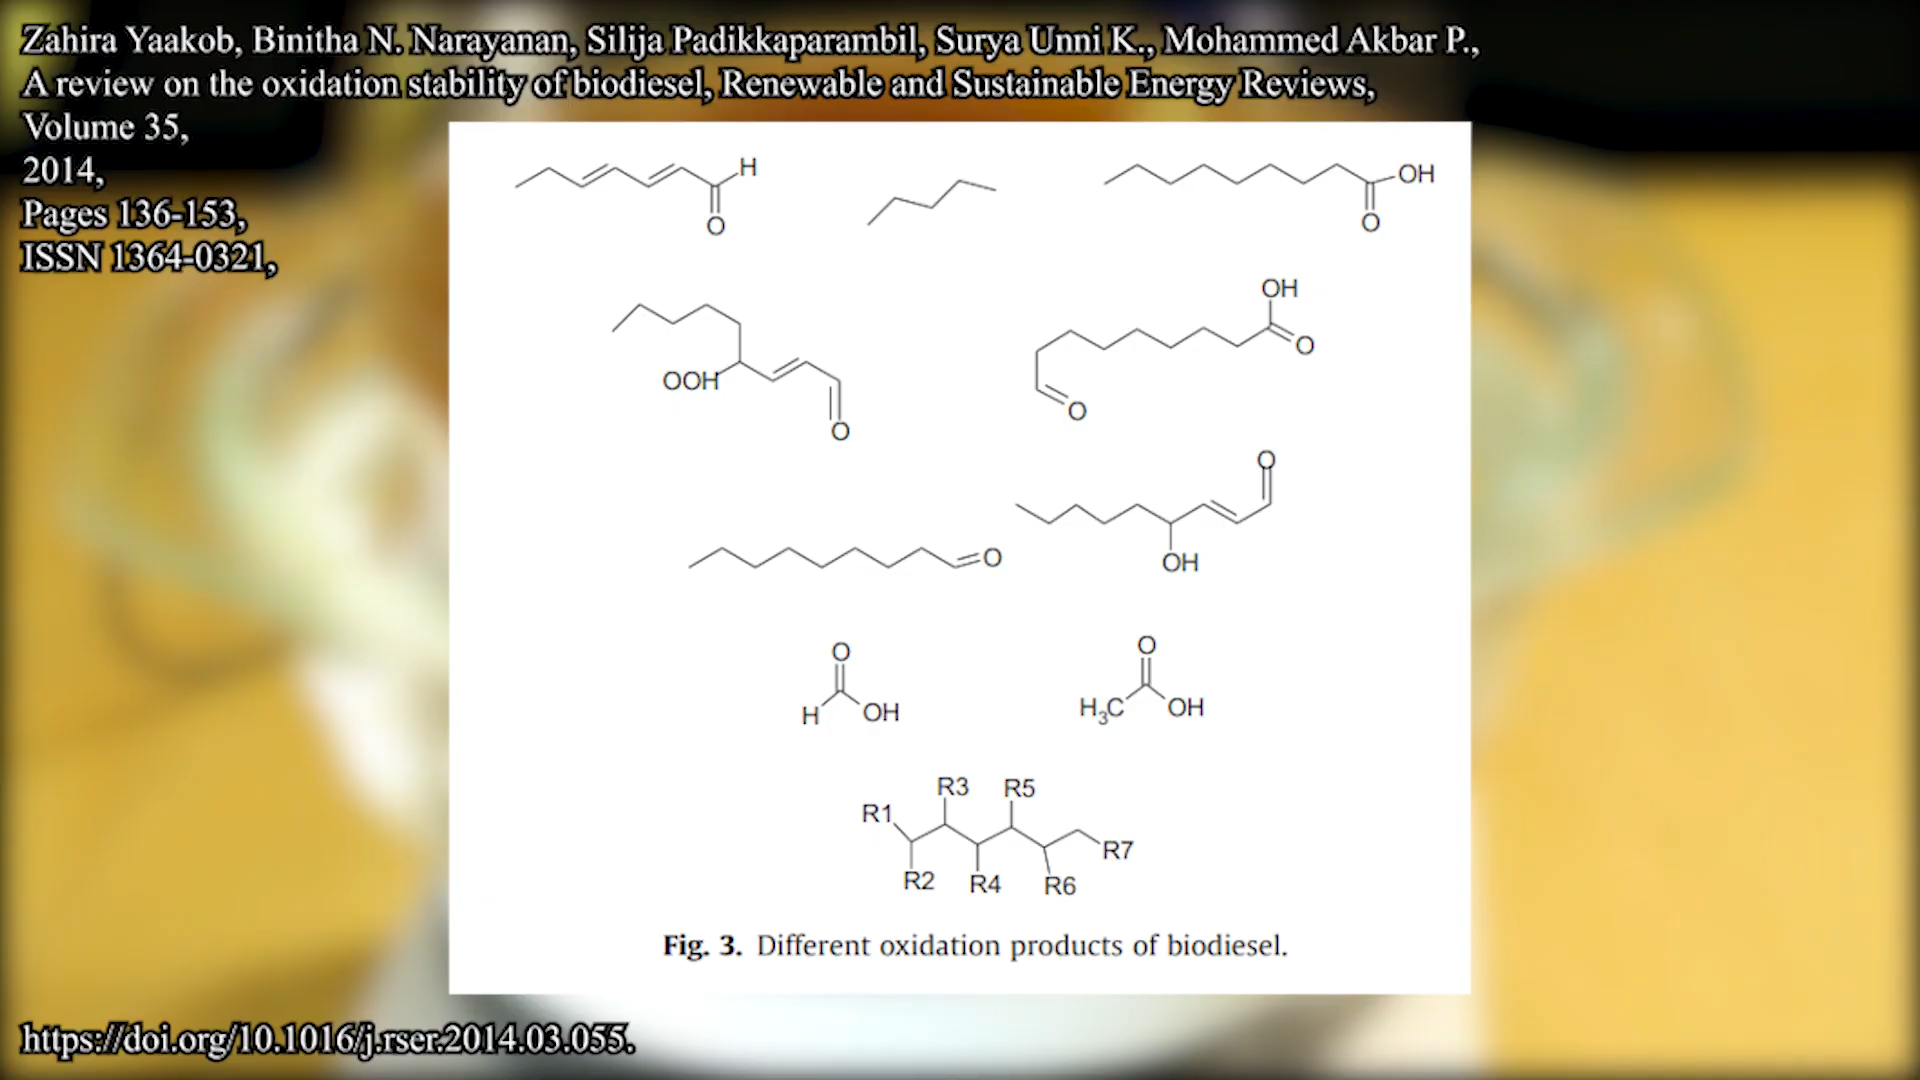 Zahira Yaakob, Binitha N. Narayanan, Silija Padikkaparambil, Surya Unni K., Mohammed Akbar P.,
A review on the oxidation stability of biodiesel, Renewable and Sustainable Energy Reviews,
Volume 35,
2014,
Pages 136-153,
ISSN 1364-0321,
H
O
OH
O
OOH
O
OH
O
O
O
O
OH
O
H
OH
O
H3C
OH
R3
R5
R1
R7
R2
R4
R6
Fig. 3. Different oxidation products of biodiesel.
https://doi.org/10.1016/j.rser.2014.03.055.